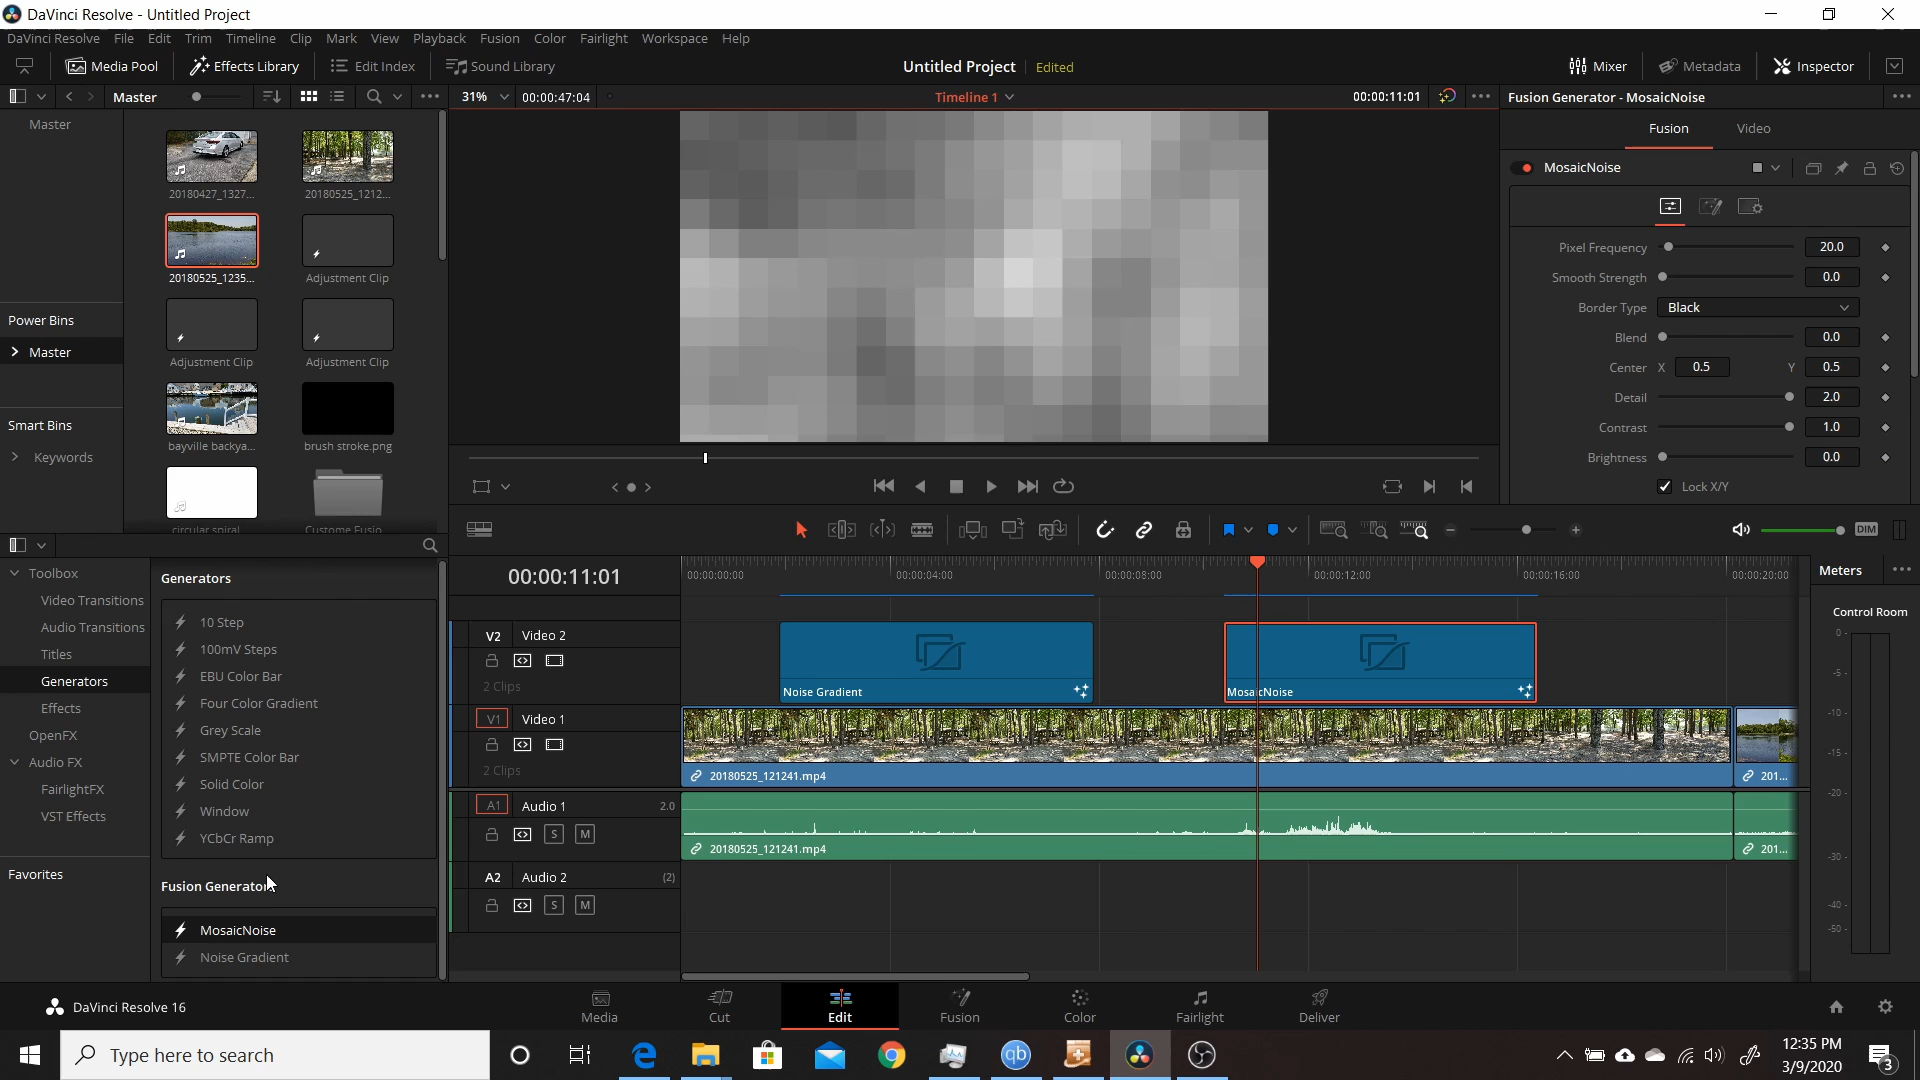 DaVinci Resolve - Untitled Project
DaVinci Resolve File Edit Trim Timeline Clip Mark View Playback Fusion Color Fairlight Workspace Help
Media Pool Effects Library Edit Index Sound Library Untitled Project Edited Mixer Metadata Inspector
Master 31% 00:00:47:04 Timeline 1 00:00:11:01 Fusion Generator - MosaicNoise
Master
Fusion Video
MosaicNoise
20180427_1327... 20180525_1212...
20180525_1235... Adjustment Clip
Adjustment Clip Adjustment Clip
bayville backya... brush stroke.png
circular spiral Custome Fusio
Power Bins
Master
Smart Bins
Keywords
Pixel Frequency 20.0
Smooth Strength 0.0
Border Type Black
Blend 0.0
Center X 0.5 Y 0.5
Detail 2.0
Contrast 1.0
Brightness 0.0
Lock X/Y
DIM
Toolbox
Video Transitions
Audio Transitions
Titles
Generators
Effects
OpenFX
Audio FX
FairlightFX
VST Effects
Favorites
Generators
10 Step
100mV Steps
EBU Color Bar
Four Color Gradient
Grey Scale
SMPTE Color Bar
Solid Color
Window
YCbCr Ramp
Fusion Generator
MosaicNoise
Noise Gradient
00:00:11:01
00:00:00:00 00:00:04:00 00:00:08:00 00:00:12:00 00:00:16:00 00:00:20:00
V2 Video 2
2 Clips
Noise Gradient MosaicNoise
V1 Video 1
2 Clips
20180525_121241.mp4 201...
A1 Audio 1 2.0
S M
20180525_121241.mp4 201...
A2 Audio 2 (2)
S M
Meters
Control Room
0
-5
-10
-15
-20
-30
-40
-50
DaVinci Resolve 16
Media Cut Edit Fusion Color Fairlight Deliver
Type here to search
qb
12:35 PM
3/9/2020
3